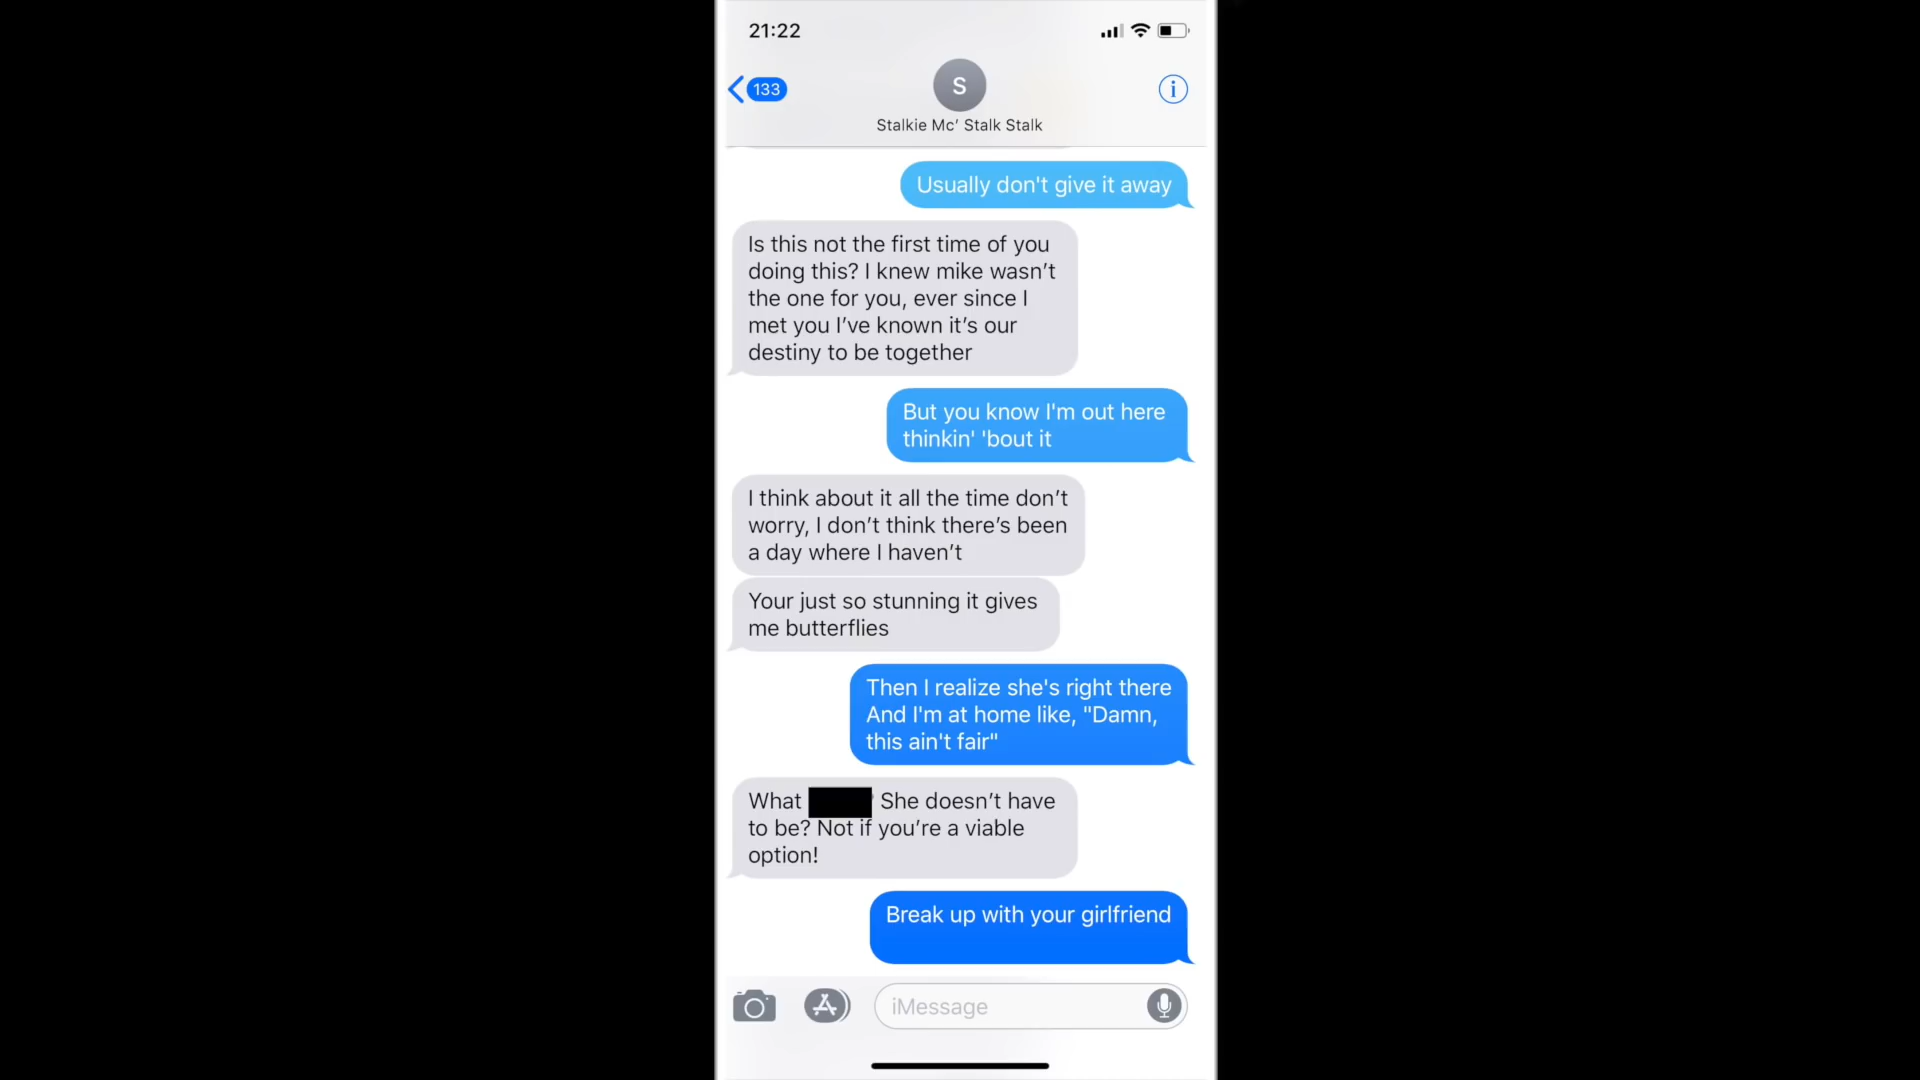 21:22
133
S
Stalkie Mc’ Stalk Stalk
Usually don't give it away
Is this not the first time of you
doing this? I knew mike wasn’t
the one for you, ever since I
met you I’ve known it’s our
destiny to be together
But you know I'm out here
thinkin' 'bout it
I think about it all the time don’t
worry, I don’t think there’s been
a day where I haven’t
Your just so stunning it gives
me butterflies
Then I realize she's right there
And I'm at home like, "Damn,
this ain't fair"
What She doesn’t have
to be? Not if you’re a viable
option!
Break up with your girlfriend
iMessage